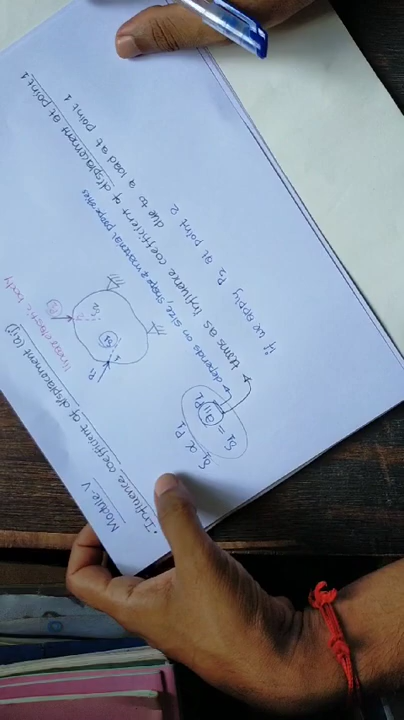 Module-V
* Influence coefficient of displacement (aij)
linear elastic body
P1
1
δ2
δ1 α P1
δ1 = a11 P1
depends on size, shape & material properties
terms as Influence coefficient of displacement at point 1
due to a load at point 1
If we apply P2 at point 2